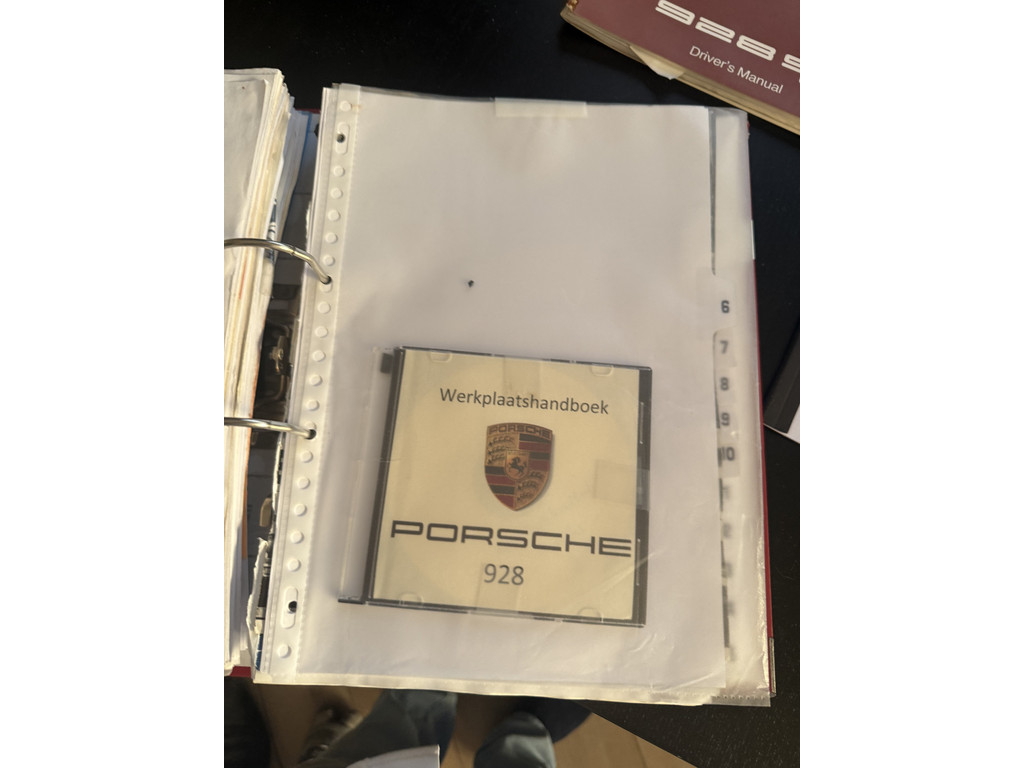 928 S
Driver's Manual
6
7
8
9
10
Werkplaatshandboek
PORSCHE
PORSCHE
928